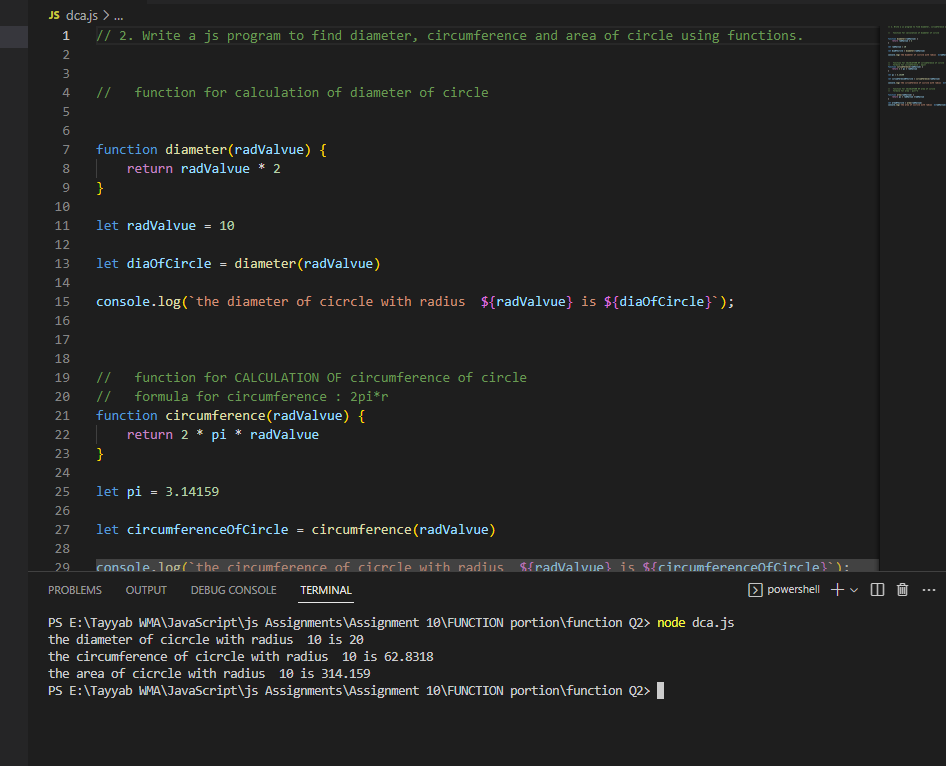 JS dca.js > ...
1 // 2. Write a js program to find diameter, circumference and area of circle using functions.
2
3
4 //   function for calculation of diameter of circle
5
6
7 function diameter(radValvue) {
8     return radValvue * 2
9 }
10
11 let radValvue = 10
12
13 let diaOfCircle = diameter(radValvue)
14
15 console.log(`the diameter of cicrcle with radius  ${radValvue} is ${diaOfCircle}`);
16
17
18
19 //   function for CALCULATION OF circumference of circle
20 //   formula for circumference : 2pi*r
21 function circumference(radValvue) {
22     return 2 * pi * radValvue
23 }
24
25 let pi = 3.14159
26
27 let circumferenceOfCircle = circumference(radValvue)
28
29 console.log(`the circumference of cicrcle with radius  ${radValvue} is ${circumferenceOfCircle}`);
PROBLEMS OUTPUT DEBUG CONSOLE TERMINAL powershell
PS E:\Tayyab WMA\JavaScript\js Assignments\Assignment 10\FUNCTION portion\function Q2> node dca.js
the diameter of cicrcle with radius  10 is 20
the circumference of cicrcle with radius  10 is 62.8318
the area of cicrcle with radius  10 is 314.159
PS E:\Tayyab WMA\JavaScript\js Assignments\Assignment 10\FUNCTION portion\function Q2>